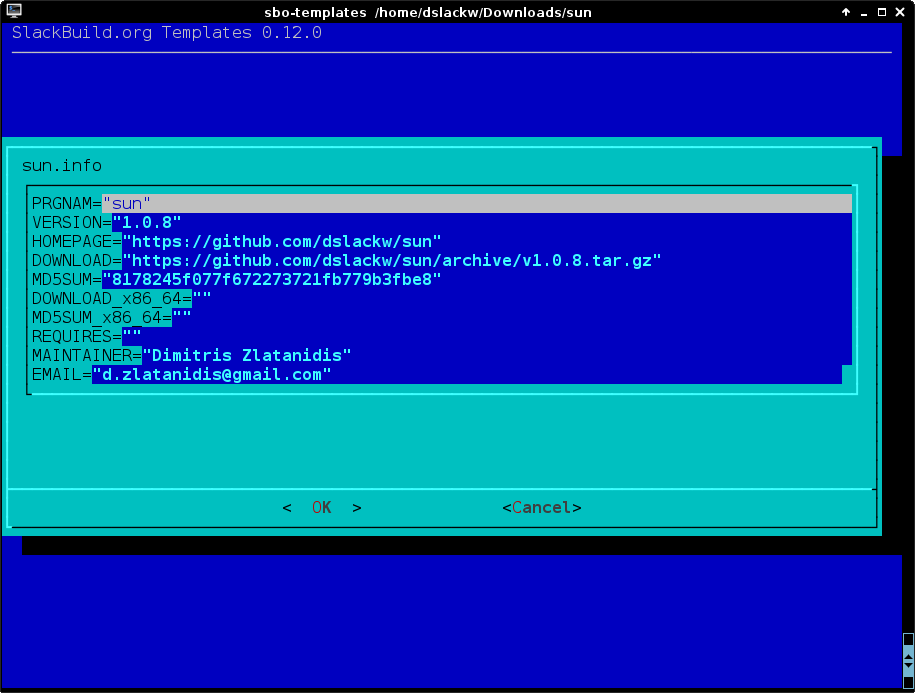 sbo-templates /home/dslackw/Downloads/sun
SlackBuild.org Templates 0.12.0
sun.info
PRGNAM="sun"
VERSION="1.0.8"
HOMEPAGE="https://github.com/dslackw/sun"
DOWNLOAD="https://github.com/dslackw/sun/archive/v1.0.8.tar.gz"
MD5SUM="8178245f077f672273721fb779b3fbe8"
DOWNLOAD_x86_64=""
MD5SUM_x86_64=""
REQUIRES=""
MAINTAINER="Dimitris Zlatanidis"
EMAIL="d.zlatanidis@gmail.com"
< OK > <Cancel>